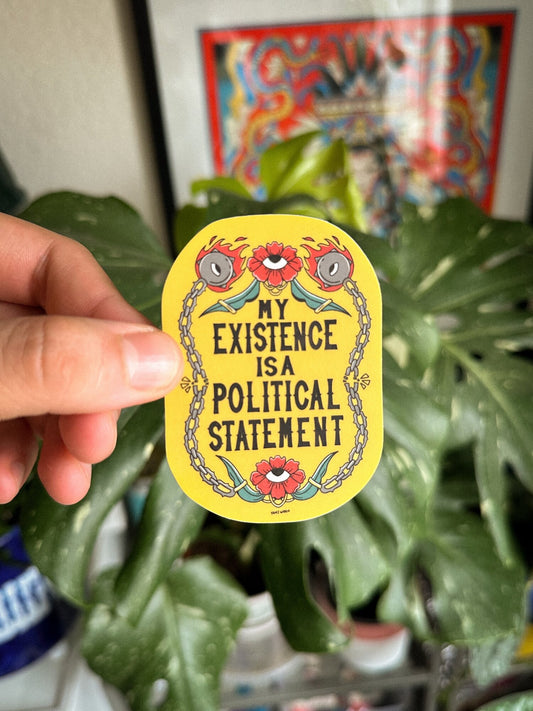 MY
EXISTENCE
IS A
POLITICAL
STATEMENT